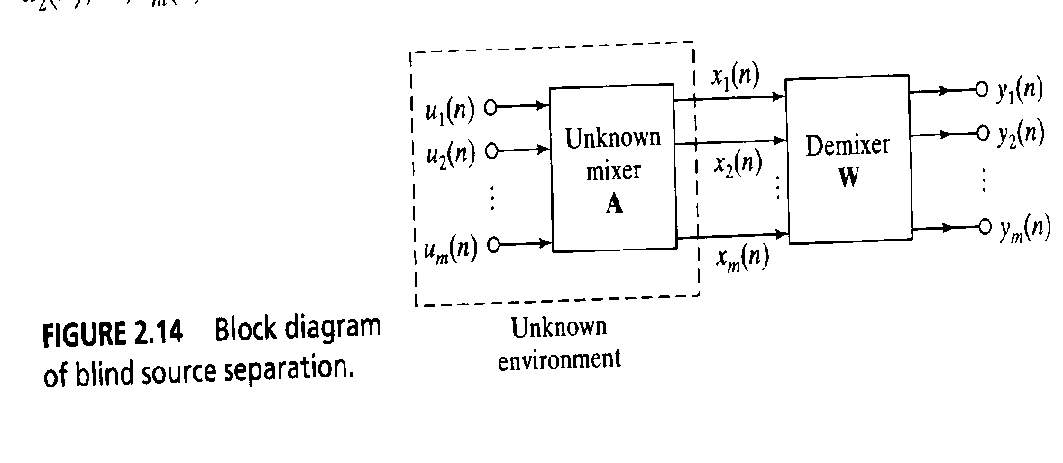 x₁(n)
u₁(n)
y₁(n)
Unknown
mixer
A
Demixer
W
u₂(n)
x₂(n)
y₂(n)
⋮
⋮
⋮
uₘ(n)
xₘ(n)
yₘ(n)
FIGURE 2.14 Block diagram
of blind source separation.
Unknown
environment